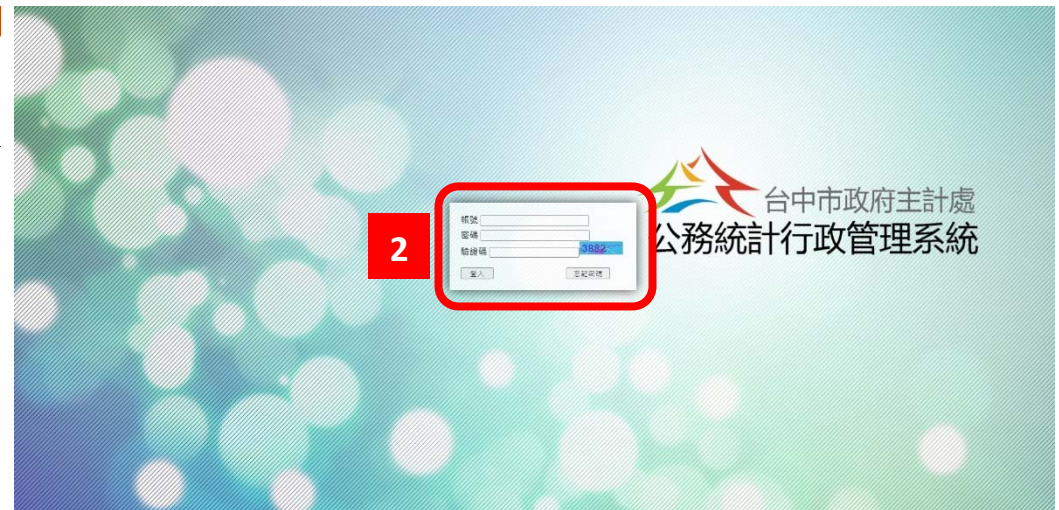 台中市政府主計處
公務統計行政管理系統
2
帳號
密碼
驗證碼 3882
登入 忘記密碼